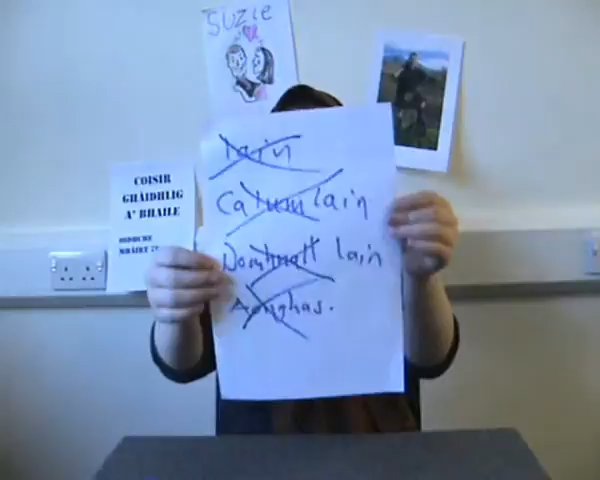 SUZIE
COISIR
GHÀIDHLIG
A' BHAILE
Iain
Calum Iain
Domhnall Iain
Aonghas.